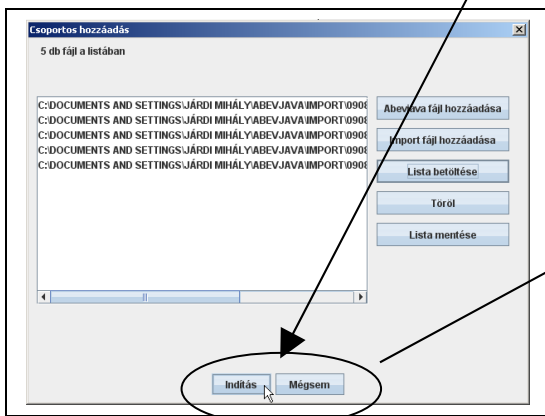 Csoportos hozzáadás
5 db fájl a listában
C:\DOCUMENTS AND SETTINGS\JÁRDI MIHÁLY\ABEVJAVA\IMPORT\0908
C:\DOCUMENTS AND SETTINGS\JÁRDI MIHÁLY\ABEVJAVA\IMPORT\0908
C:\DOCUMENTS AND SETTINGS\JÁRDI MIHÁLY\ABEVJAVA\IMPORT\0908
C:\DOCUMENTS AND SETTINGS\JÁRDI MIHÁLY\ABEVJAVA\IMPORT\0908
C:\DOCUMENTS AND SETTINGS\JÁRDI MIHÁLY\ABEVJAVA\IMPORT\0908
Abevjava fájl hozzáadása
Import fájl hozzáadása
Lista betöltése
Töröl
Lista mentése
Indítás
Mégsem